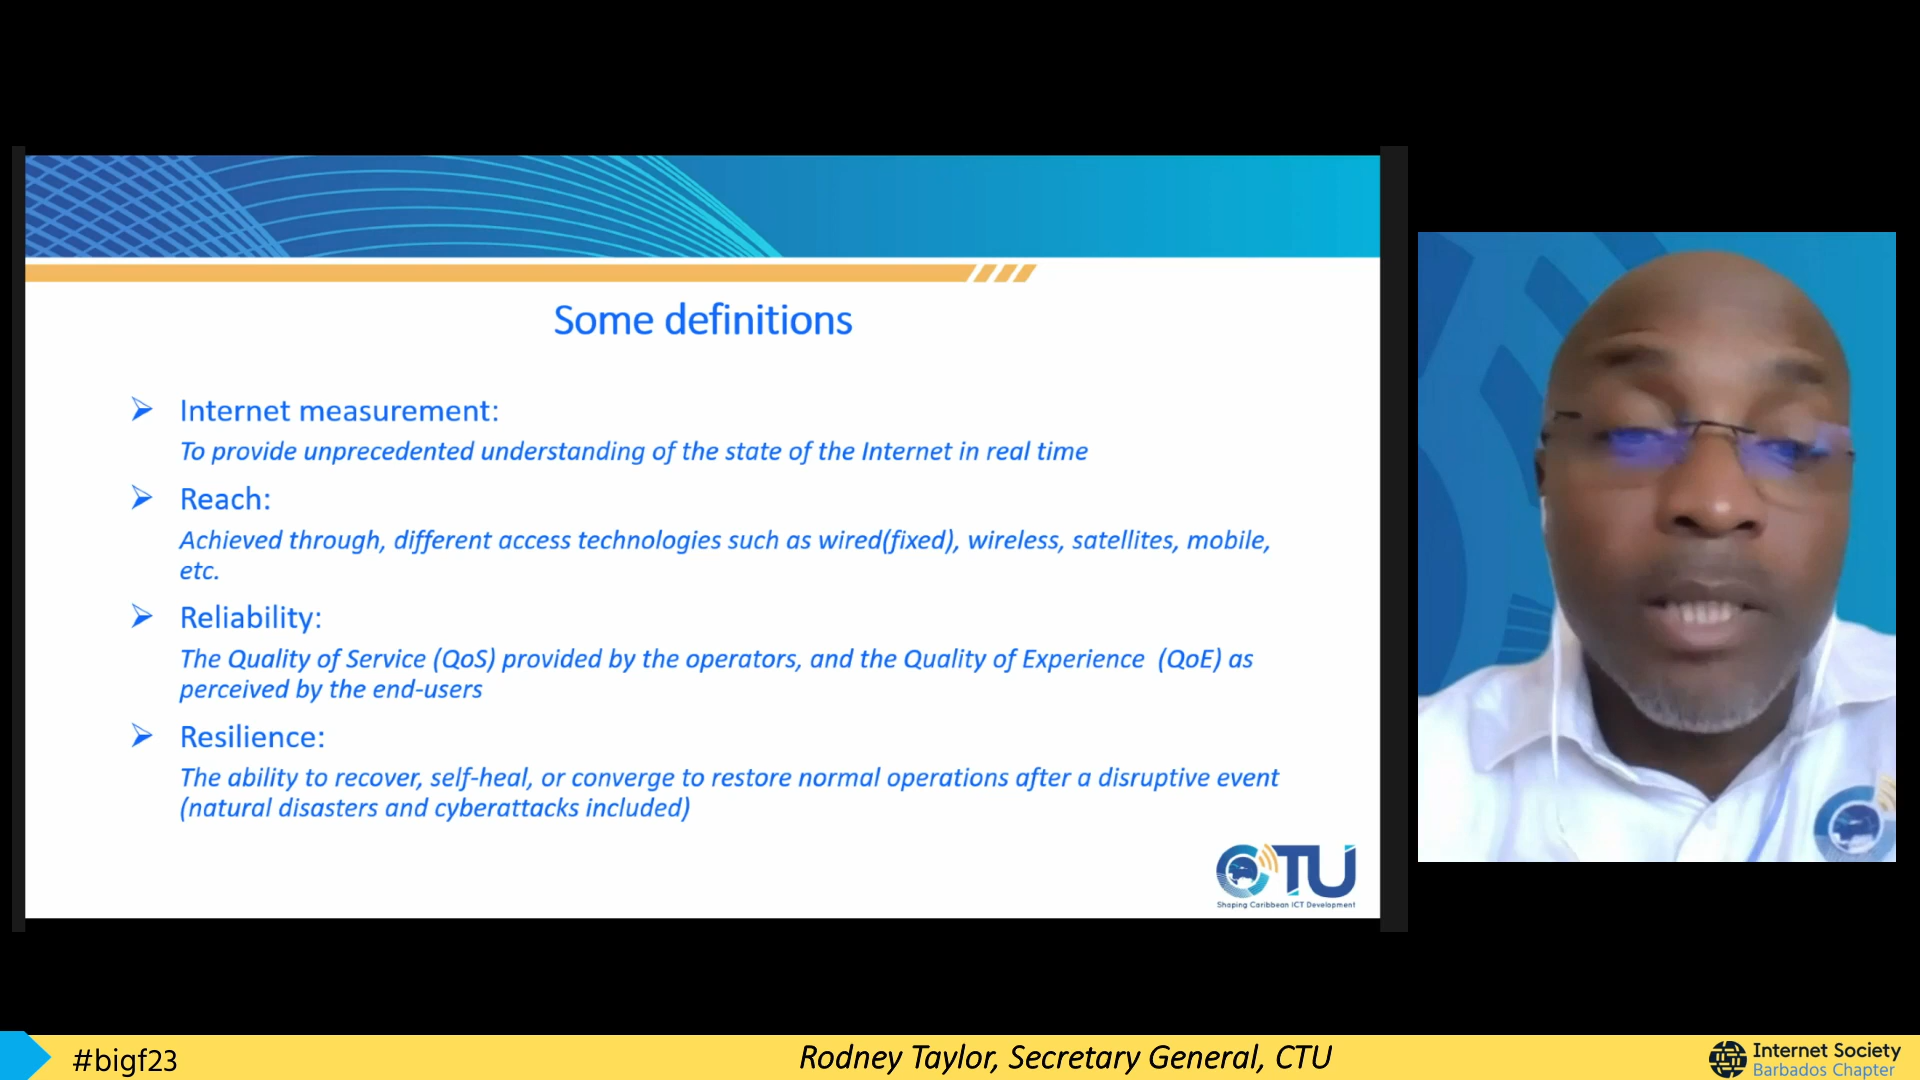 Some definitions
Internet measurement:
To provide unprecedented understanding of the state of the Internet in real time
Reach:
Achieved through, different access technologies such as wired(fixed), wireless, satellites, mobile,
etc.
Reliability:
The Quality of Service (QoS) provided by the operators, and the Quality of Experience (QoE) as
perceived by the end-users
Resilience:
The ability to recover, self-heal, or converge to restore normal operations after a disruptive event
(natural disasters and cyberattacks included)
CTU
Shaping Caribbean ICT Development
#bigf23
Rodney Taylor, Secretary General, CTU
Internet Society
Barbados Chapter